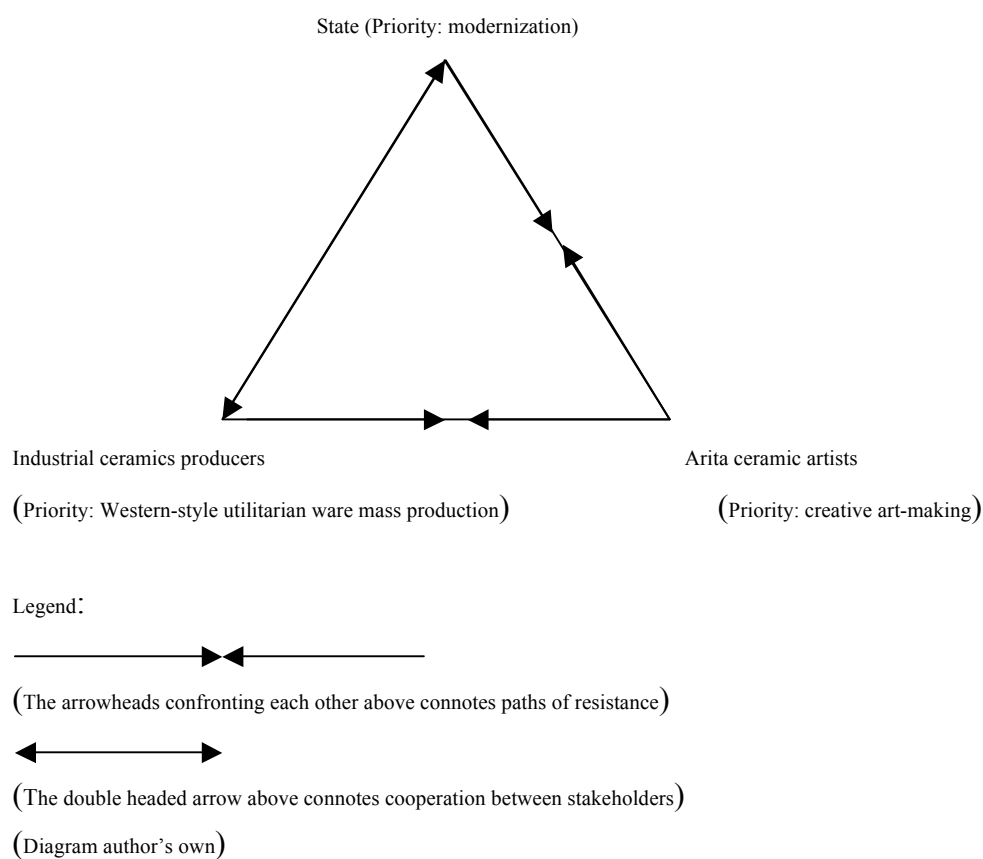 State (Priority: modernization)
Industrial ceramics producers
Arita ceramic artists
(Priority: Western-style utilitarian ware mass production)
(Priority: creative art-making)
Legend:
(The arrowheads confronting each other above connotes paths of resistance)
(The double headed arrow above connotes cooperation between stakeholders)
(Diagram author’s own)